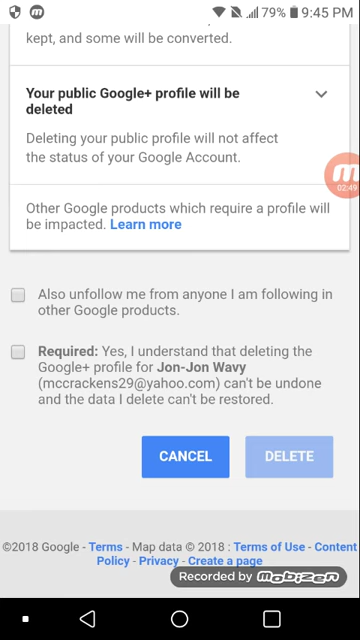 79% 9:45 PM
kept, and some will be converted.
Your public Google+ profile will be
deleted
Deleting your public profile will not affect
the status of your Google Account.
02:49
Other Google products which require a profile will
be impacted. Learn more
Also unfollow me from anyone I am following in
other Google products.
Required: Yes, I understand that deleting the
Google+ profile for Jon-Jon Wavy
(mccrackens29@yahoo.com) can't be undone
and the data I delete can't be restored.
CANCEL DELETE
©2018 Google - Terms - Map data © 2018 : Terms of Use - Content
Policy - Privacy - Create a page
Recorded by mobizen